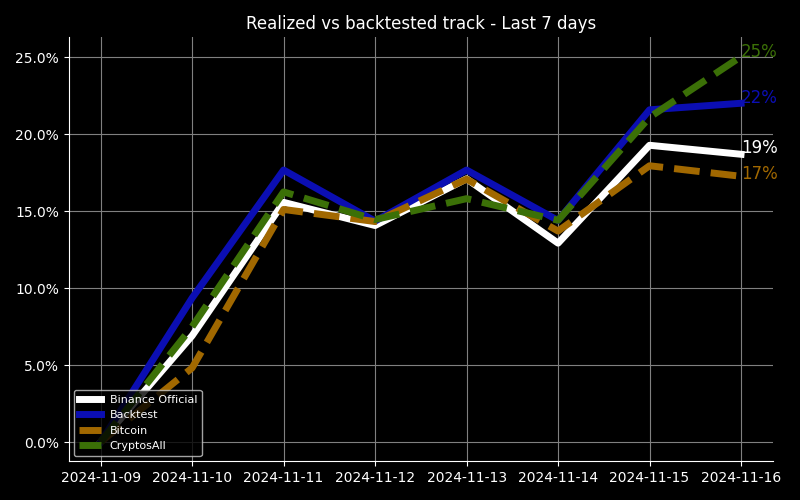 Realized vs backtested track - Last 7 days
25.0%
20.0%
15.0%
10.0%
5.0%
0.0%
25%
22%
19%
17%
Binance Official
Backtest
Bitcoin
CryptosAll
2024-11-09 2024-11-10 2024-11-11 2024-11-12 2024-11-13 2024-11-14 2024-11-15 2024-11-16